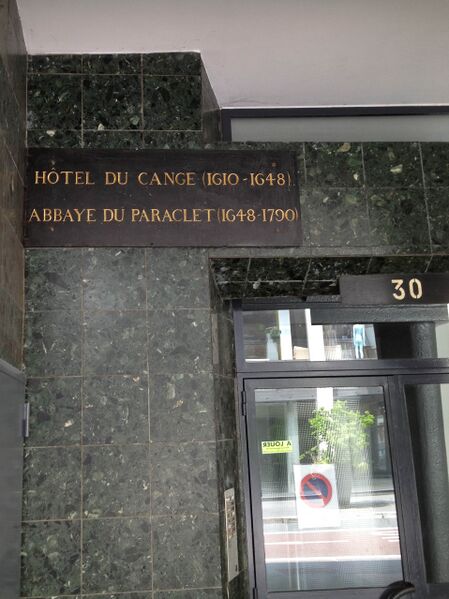 HÔTEL DU CANGE (1610-1648).
ABBAYE DU PARACLET (1648-1790)
30
A LOUER